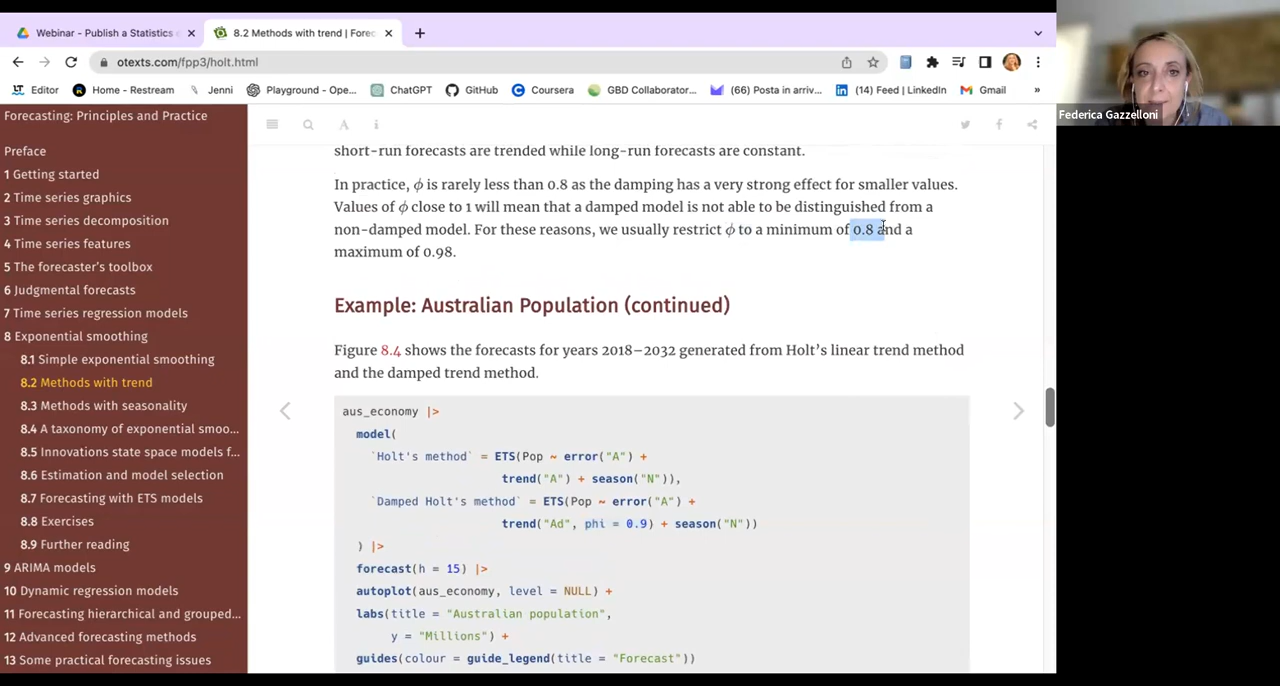 Webinar - Publish a Statistics
8.2 Methods with trend | Forec
otexts.com/fpp3/holt.html
Editor
Home - Restream
Jenni
Playground - Ope...
ChatGPT
GitHub
Coursera
GBD Collaborator...
(66) Posta in arriv...
(14) Feed | LinkedIn
Gmail
»
Federica Gazzelloni
Forecasting: Principles and Practice
Preface
1 Getting started
2 Time series graphics
3 Time series decomposition
4 Time series features
5 The forecaster's toolbox
6 Judgmental forecasts
7 Time series regression models
8 Exponential smoothing
8.1 Simple exponential smoothing
8.2 Methods with trend
8.3 Methods with seasonality
8.4 A taxonomy of exponential smoo...
8.5 Innovations state space models f...
8.6 Estimation and model selection
8.7 Forecasting with ETS models
8.8 Exercises
8.9 Further reading
9 ARIMA models
10 Dynamic regression models
11 Forecasting hierarchical and grouped...
12 Advanced forecasting methods
13 Some practical forecasting issues
short-run forecasts are trended while long-run forecasts are constant.
In practice, ϕ is rarely less than 0.8 as the damping has a very strong effect for smaller values.
Values of ϕ close to 1 will mean that a damped model is not able to be distinguished from a
non-damped model. For these reasons, we usually restrict ϕ to a minimum of 0.8 and a
maximum of 0.98.
Example: Australian Population (continued)
Figure 8.4 shows the forecasts for years 2018–2032 generated from Holt's linear trend method
and the damped trend method.
aus_economy |>
model(
`Holt's method` = ETS(Pop ~ error("A") +
trend("A") + season("N")),
`Damped Holt's method` = ETS(Pop ~ error("A") +
trend("Ad", phi = 0.9) + season("N"))
) |>
forecast(h = 15) |>
autoplot(aus_economy, level = NULL) +
labs(title = "Australian population",
y = "Millions") +
guides(colour = guide_legend(title = "Forecast"))